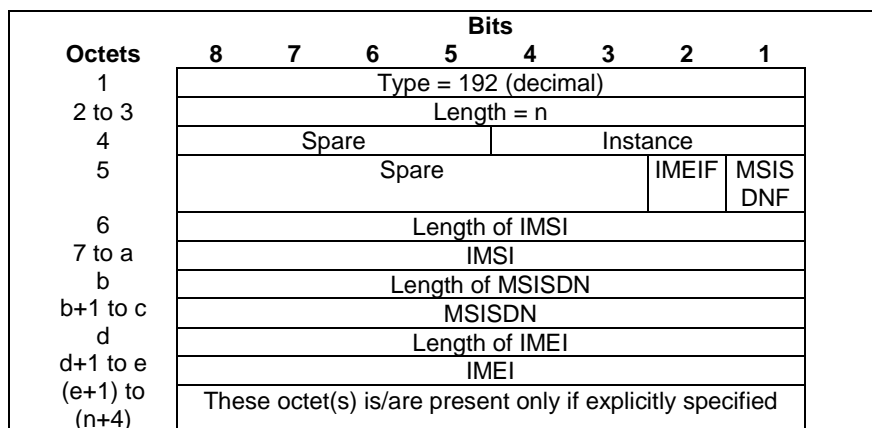 Bits
Octets 8 7 6 5 4 3 2 1
1 Type = 192 (decimal)
2 to 3 Length = n
4 Spare Instance
5 Spare IMEIF MSIS
DNF
6 Length of IMSI
7 to a IMSI
b Length of MSISDN
b+1 to c MSISDN
d Length of IMEI
d+1 to e IMEI
(e+1) to
(n+4) These octet(s) is/are present only if explicitly specified